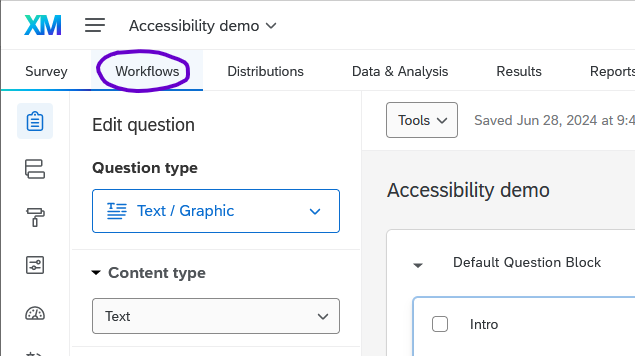 XM Accessibility demo
Survey Workflows Distributions Data & Analysis Results Reports
Edit question
Tools Saved Jun 28, 2024 at 9:4
Question type
Text / Graphic
Accessibility demo
Content type
Default Question Block
Text
Intro